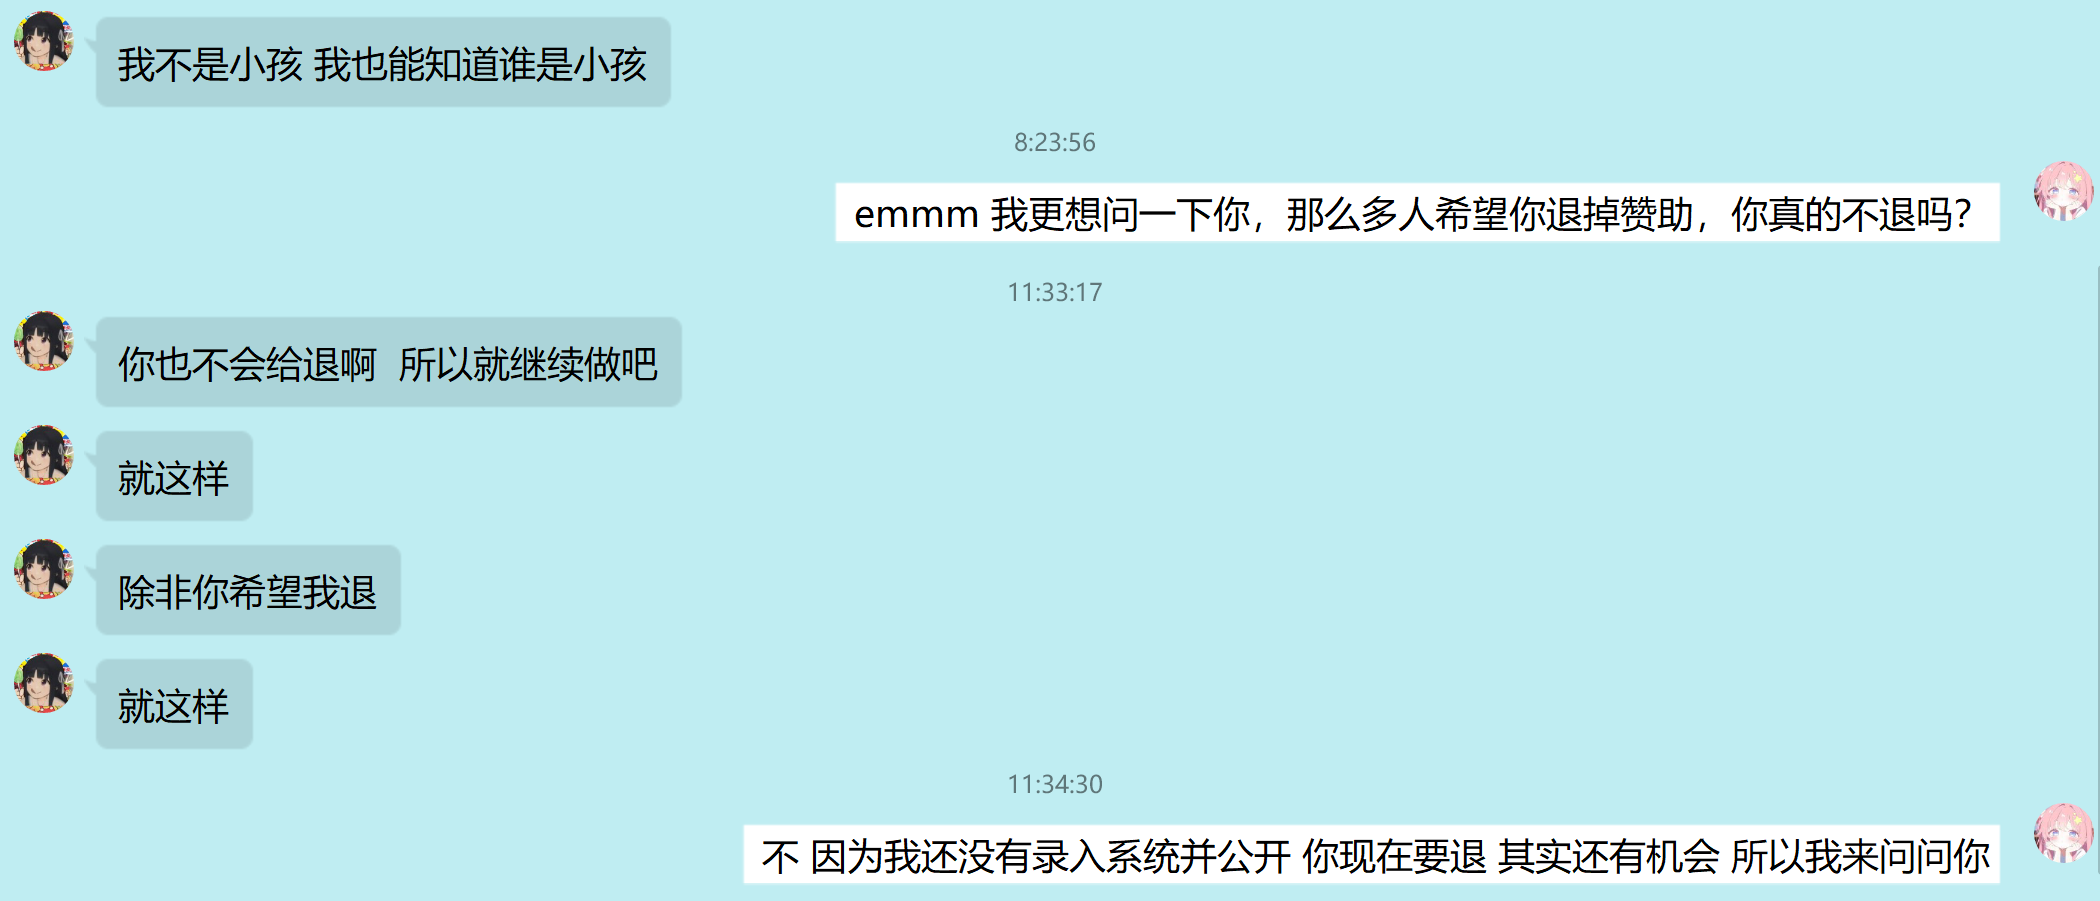 我不是小孩 我也能知道谁是小孩
8:23:56
emmm 我更想问一下你，那么多人希望你退掉赞助，你真的不退吗？
11:33:17
你也不会给退啊  所以就继续做吧
就这样
除非你希望我退
就这样
11:34:30
不 因为我还没有录入系统并公开 你现在要退 其实还有机会 所以我来问问你